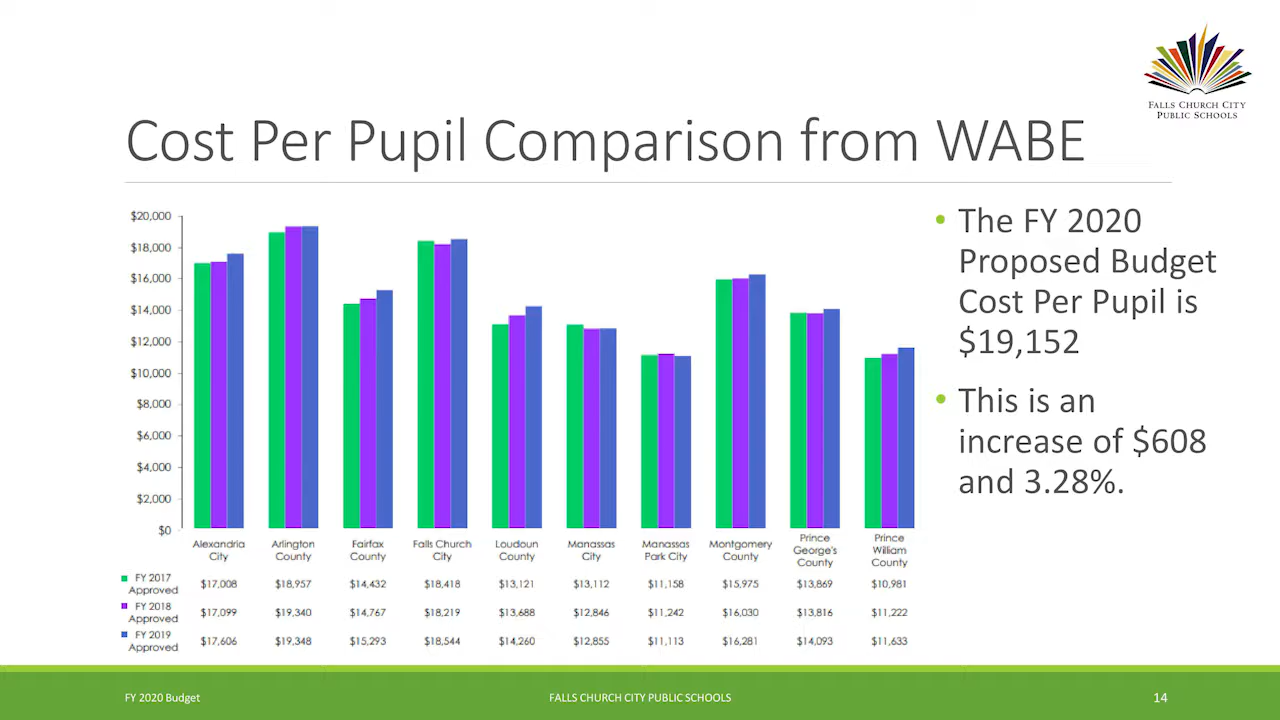 FALLS CHURCH CITY
PUBLIC SCHOOLS
Cost Per Pupil Comparison from WABE
$20,000
$18,000
$16,000
$14,000
$12,000
$10,000
$8,000
$6,000
$4,000
$2,000
$0
Alexandria City
Arlington County
Fairfax County
Falls Church City
Loudoun County
Manassas City
Manassas Park City
Montgomery County
Prince George's County
Prince William County
FY 2017 Approved $17,008 $18,957 $14,432 $18,418 $13,121 $13,112 $11,158 $15,975 $13,869 $10,981
FY 2018 Approved $17,099 $19,340 $14,767 $18,219 $13,688 $12,846 $11,242 $16,030 $13,816 $11,222
FY 2019 Approved $17,606 $19,348 $15,293 $18,544 $14,260 $12,855 $11,113 $16,281 $14,093 $11,633
• The FY 2020
Proposed Budget
Cost Per Pupil is
$19,152
• This is an
increase of $608
and 3.28%.
FY 2020 Budget
FALLS CHURCH CITY PUBLIC SCHOOLS
14